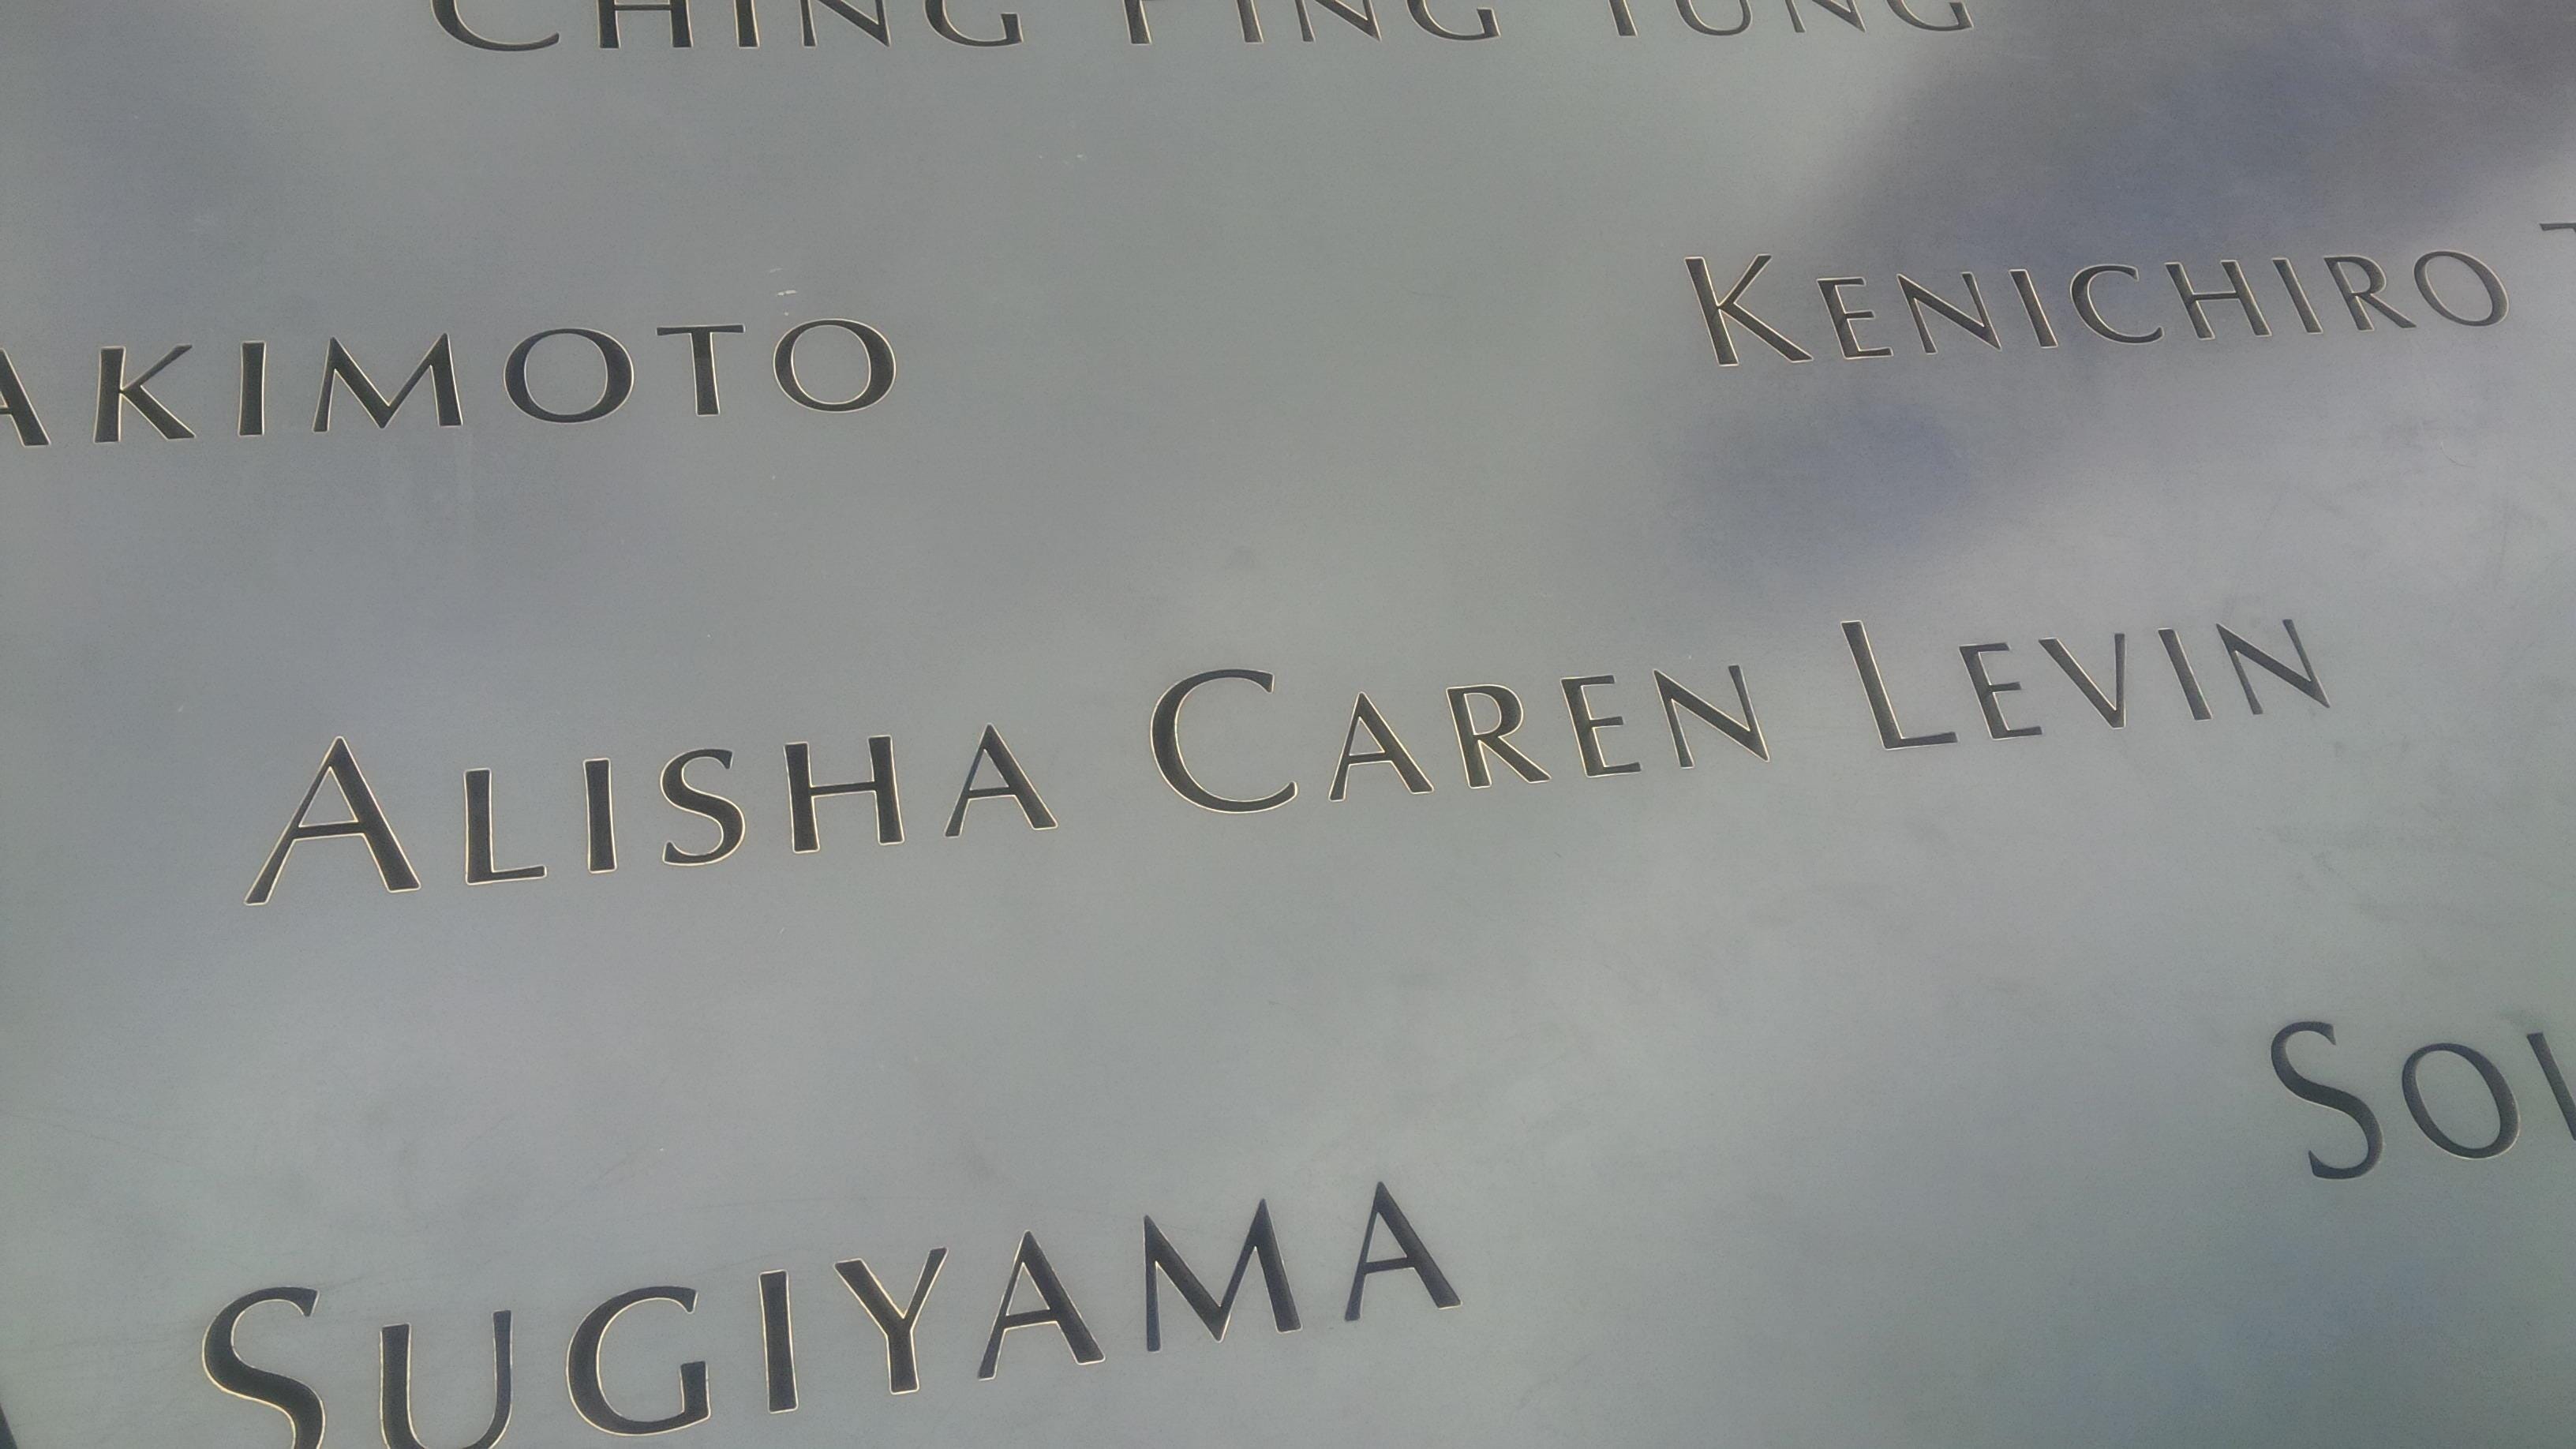 CHING PING TUNG
AKIMOTO KENICHIRO
ALISHA CAREN LEVIN
SUGIYAMA